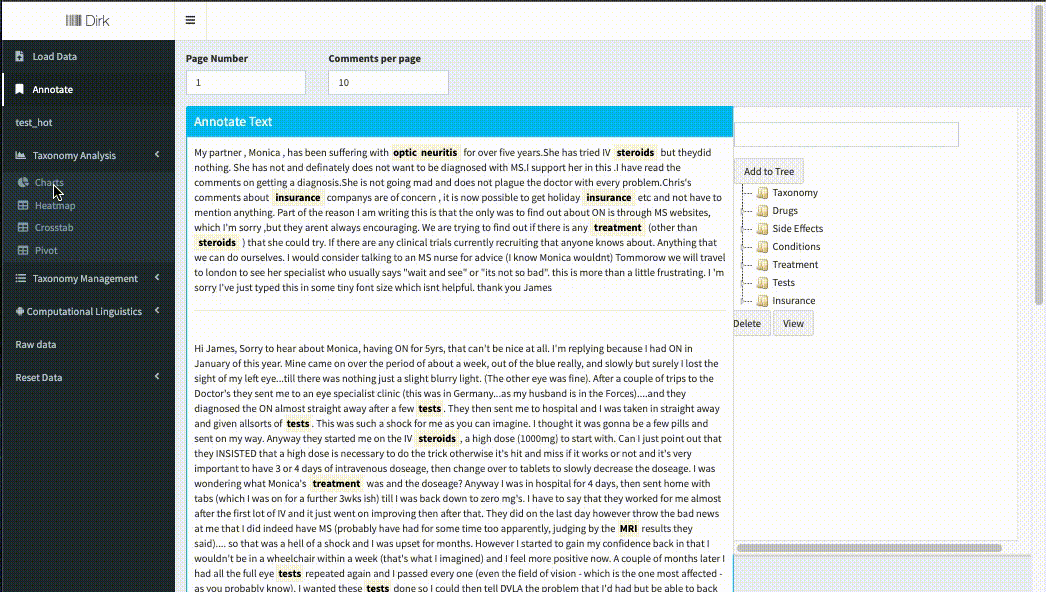 Dirk
Load Data
Annotate
test_hot
Taxonomy Analysis
Charts
Heatmap
Crosstab
Pivot
Taxonomy Management
Computational Linguistics
Raw data
Reset Data
Page Number
Comments per page
1
10
Annotate Text
My partner , Monica , has been suffering with optic neuritis for over five years.She has tried IV steroids but theydid
nothing. She has not and definately does not want to be diagnosed with MS.I support her in this .I have read the
comments on getting a diagnosis.She is not going mad and does not plague the doctor with every problem.Chris's
comments about insurance companys are of concern , it is now possible to get holiday insurance etc and not have to
mention anything. Part of the reason I am writing this is that the only was to find out about ON is through MS websites,
which I'm sorry ,but they arent always encouraging. We are trying to find out if there is any treatment (other than
steroids ) that she could try. If there are any clinical trials currently recruiting that anyone knows about. Anything that
we can do ourselves. I would consider talking to an MS nurse for advice (I know Monica wouldnt) Tommorow we will travel
to london to see her specialist who usually says "wait and see" or "its not so bad". this is more than a little frustrating. I 'm
sorry I've just typed this in some tiny font size which isnt helpful. thank you James
Hi James, Sorry to hear about Monica, having ON for 5yrs, that can't be nice at all. I'm replying because I had ON in
January of this year. Mine came on over the period of about a week, out of the blue really, and slowly but surely I lost the
sight of my left eye...till there was nothing just a slight blurry light. (The other eye was fine). After a couple of trips to the
Doctor's they sent me to an eye specialist clinic (this was in Germany...as my husband is in the Forces)....and they
diagnosed the ON almost straight away after a few tests . They then sent me to hospital and I was taken in straight away
and given allsorts of tests . This was such a shock for me as you can imagine. I thought it was gonna be a few pills and
sent on my way. Anyway they started me on the IV steroids , a high dose (1000mg) to start with. Can I just point out that
they INSISTED that a high dose is necessary to do the trick otherwise it's hit and miss if it works or not and it's very
important to have 3 or 4 days of intravenous doseage, then change over to tablets to slowly decrease the doseage. I was
wondering what Monica's treatment was and the doseage? Anyway I was in hospital for 4 days, then sent home with
tabs (which I was on for a further 3wks ish) till I was back down to zero mg's. I have to say that they worked for me almost
after the first lot of IV and it just went on improving then after that. They did on the last day however throw the bad news
at me that I did indeed have MS (probably have had for some time too apparently, judging by the MRI results they
said).... so that was a hell of a shock and I was upset for months. However I started to gain my confidence back in that I
wouldn't be in a wheelchair within a week (that's what I imagined) and I feel more positive now. A couple of months later I
had all the full eye tests repeated again and I passed every one (even the field of vision - which is the one most affected -
as you probably know). I wanted these tests done so I could then tell DVLA the problem that I'd had but be able to back
Add to Tree
Taxonomy
Drugs
Side Effects
Conditions
Treatment
Tests
Insurance
Delete
View